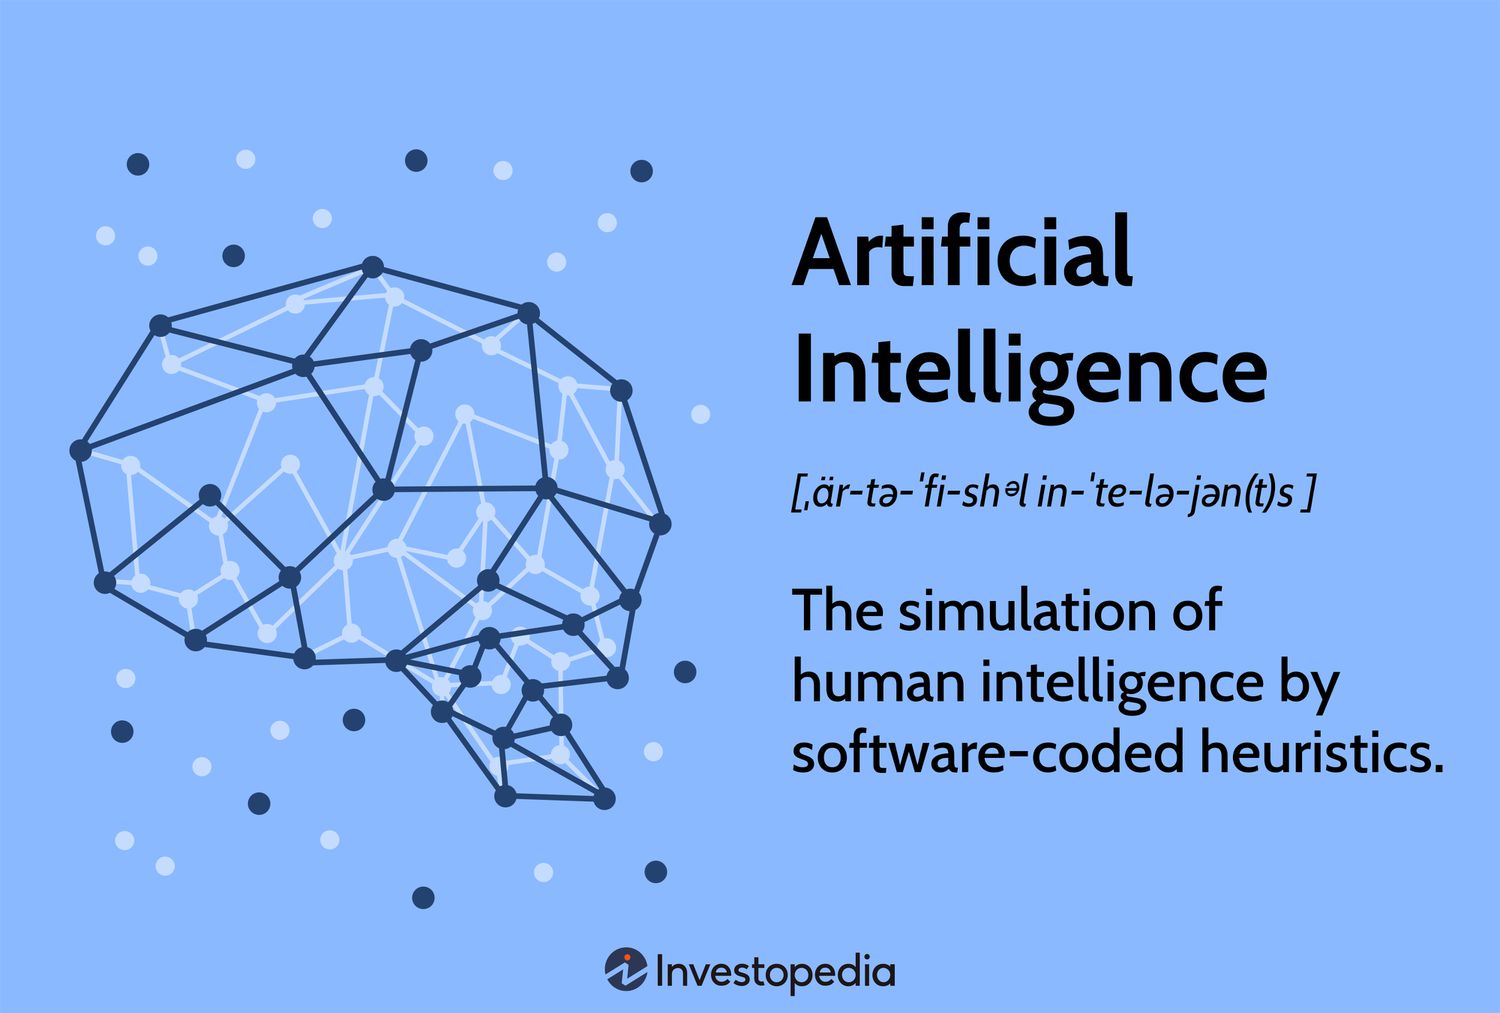 Artificial
Intelligence
[ˌär-tə-ˈfi-shᵊl in-ˈte-lə-jən(t)s ]
The simulation of
human intelligence by
software-coded heuristics.
Investopedia